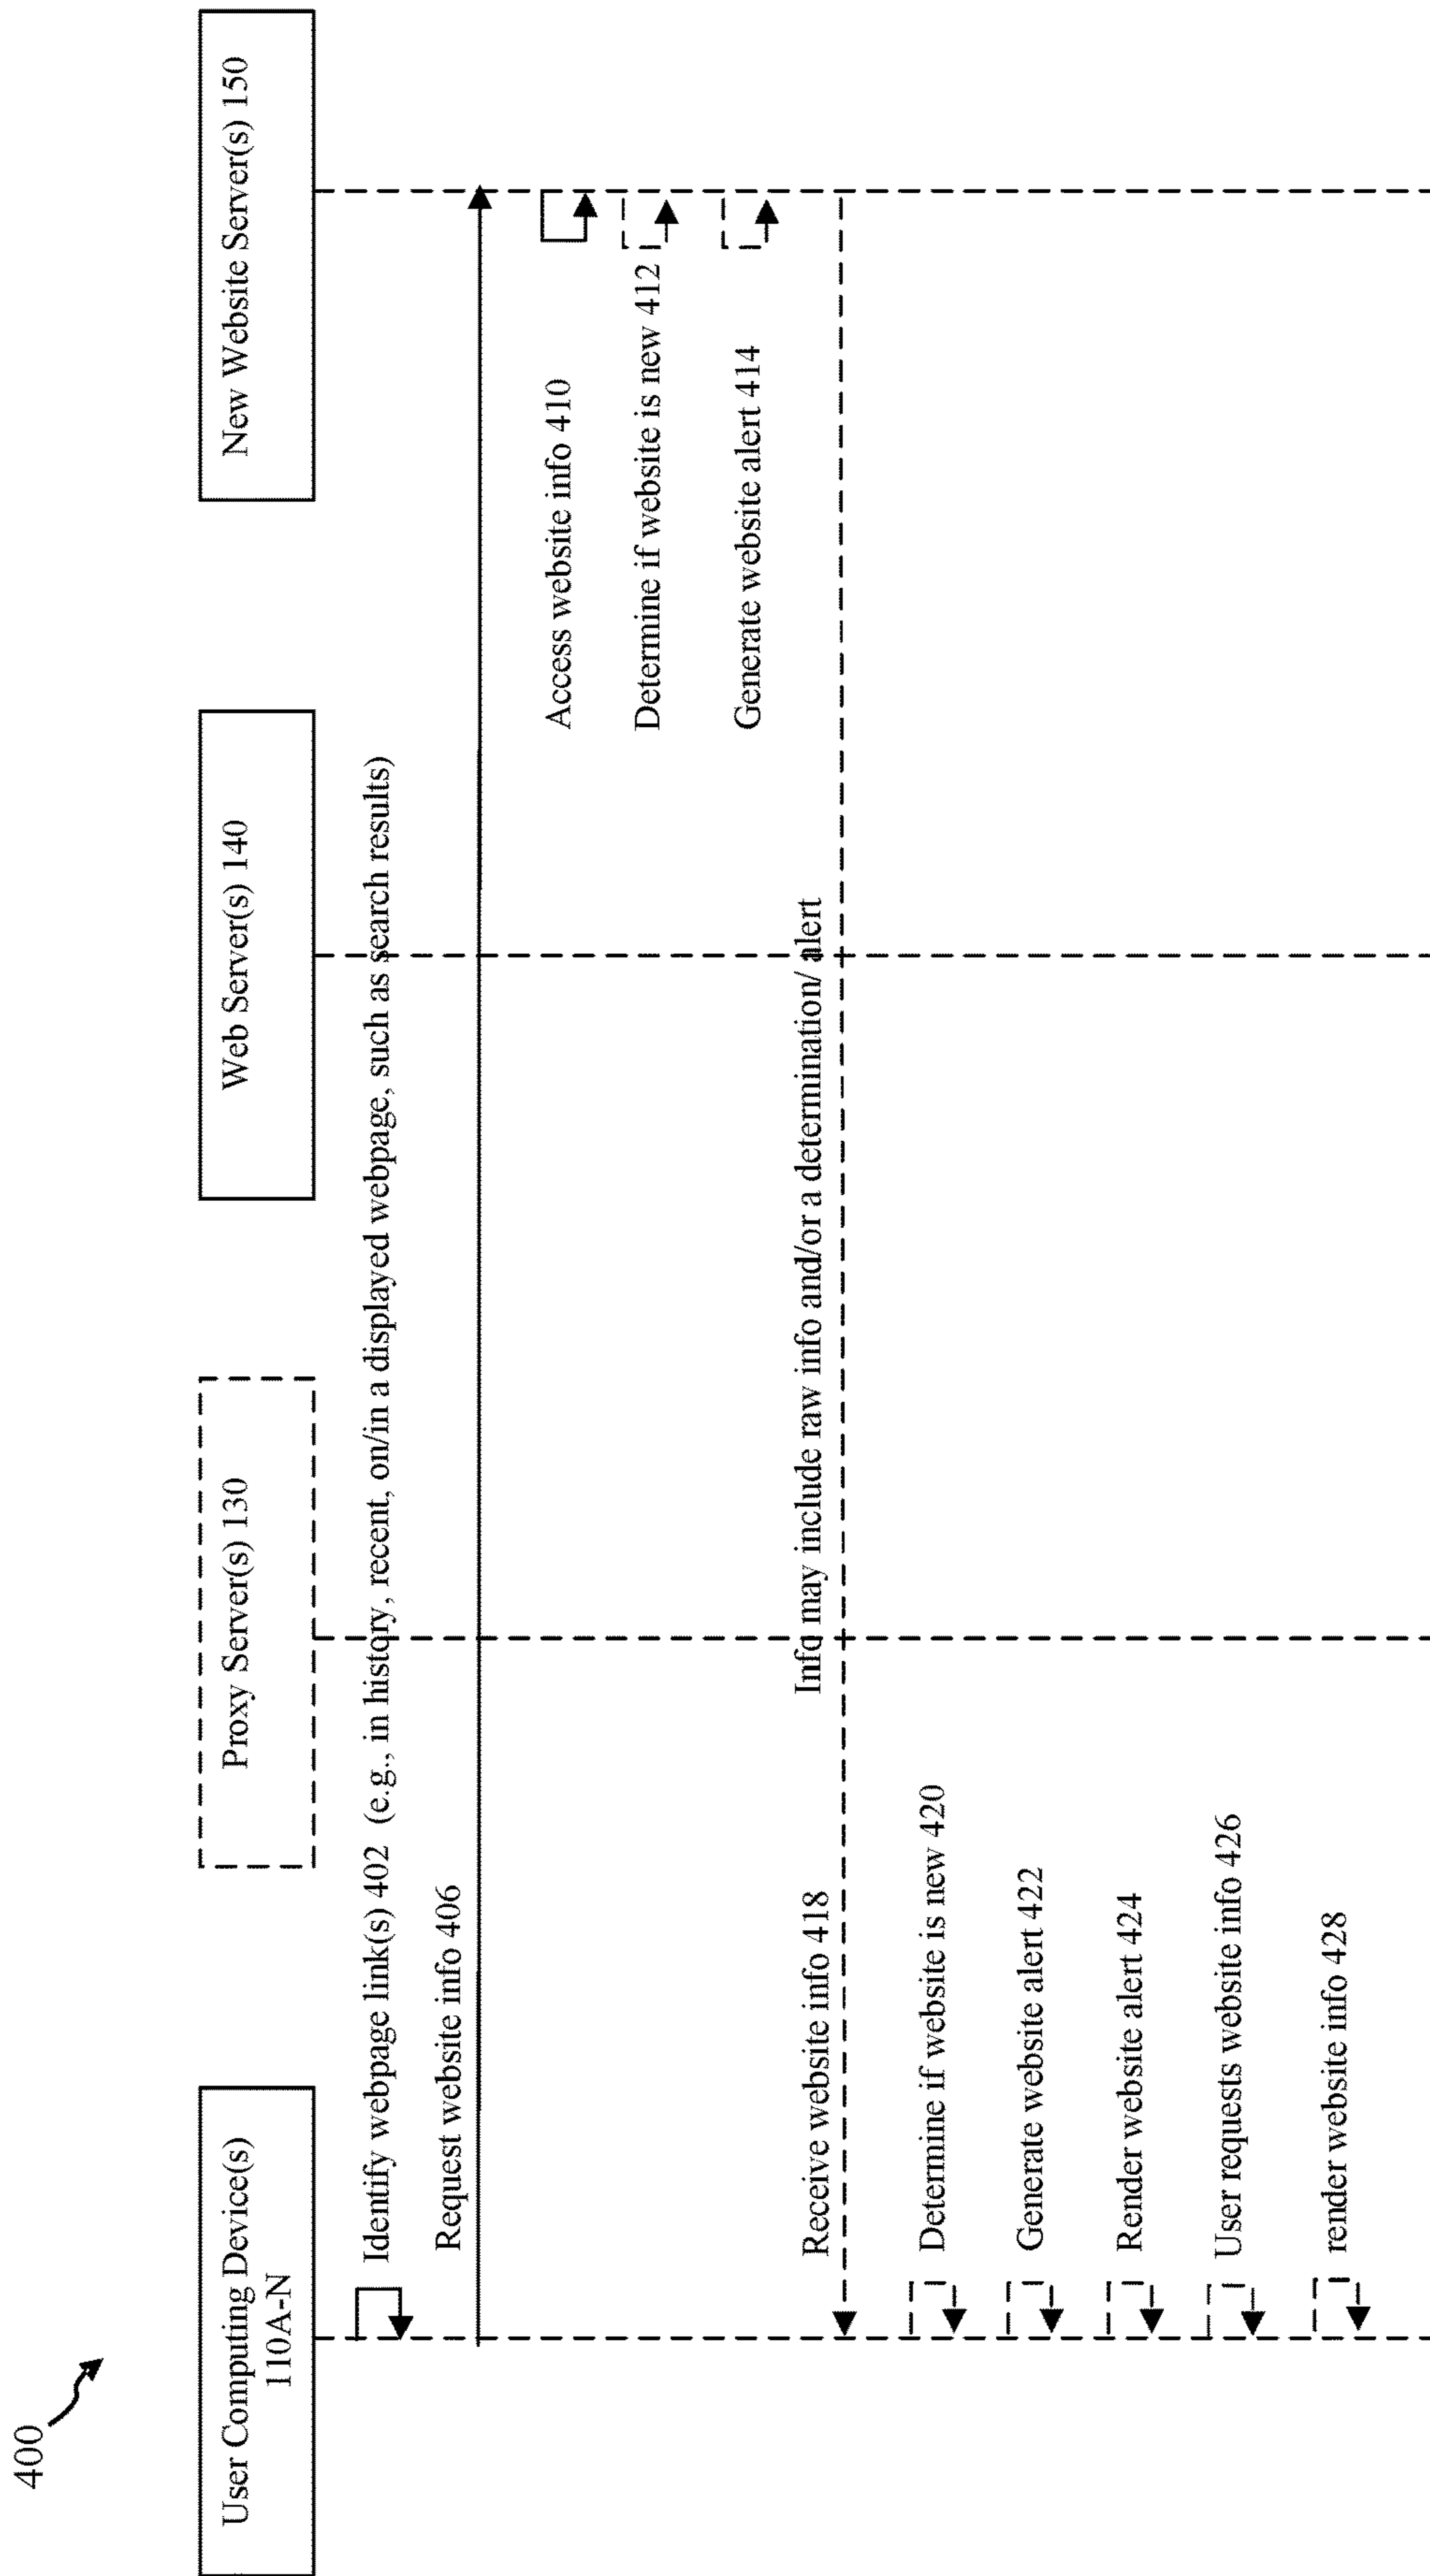 400
User Computing Device(s)
110A-N
Proxy Server(s) 130
Web Server(s) 140
New Website Server(s) 150
Identify webpage link(s) 402 (e.g., in history, recent, on/in a displayed webpage, such as search results)
Request website info 406
Access website info 410
Determine if website is new 412
Generate website alert 414
Receive website info 418
Info may include raw info and/or a determination/ alert
Determine if website is new 420
Generate website alert 422
Render website alert 424
User requests website info 426
render website info 428